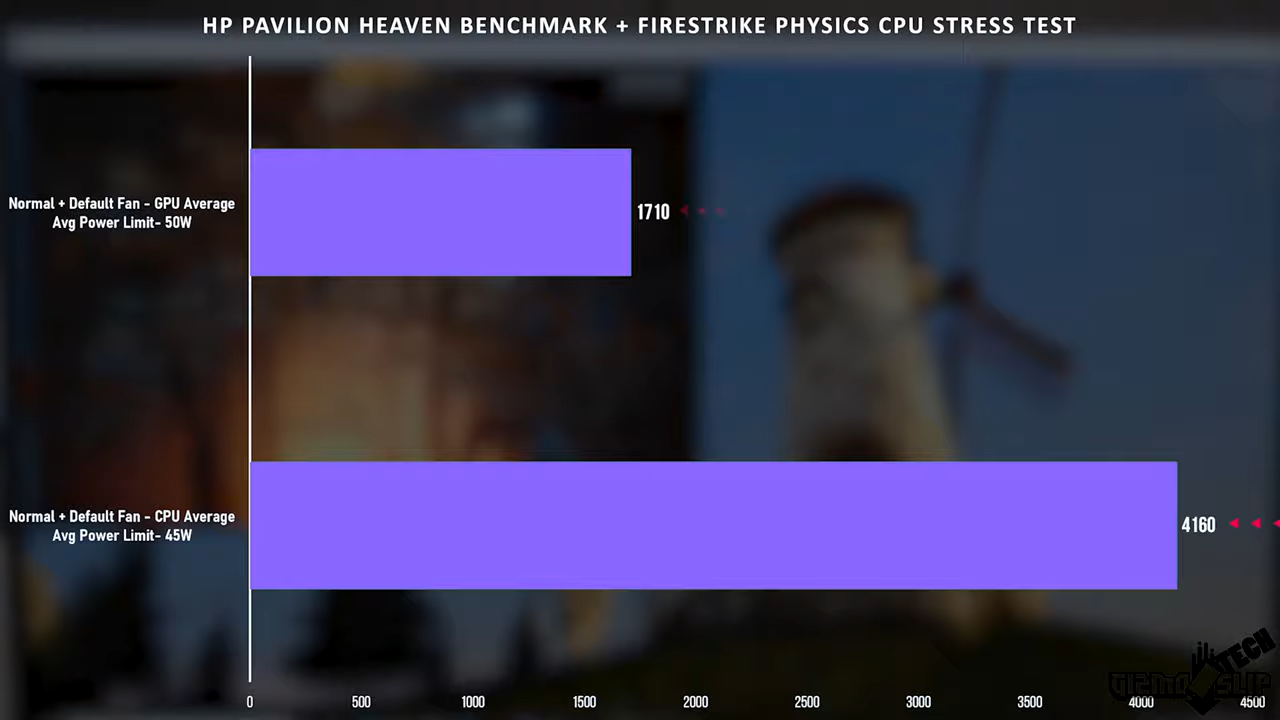 HP PAVILION HEAVEN BENCHMARK + FIRESTRIKE PHYSICS CPU STRESS TEST
Normal + Default Fan - GPU Average
Avg Power Limit- 50W
1710
Normal + Default Fan - CPU Average
Avg Power Limit- 45W
4160
0 500 1000 1500 2000 2500 3000 3500 4000 4500
GIZMO SLIP
TECH